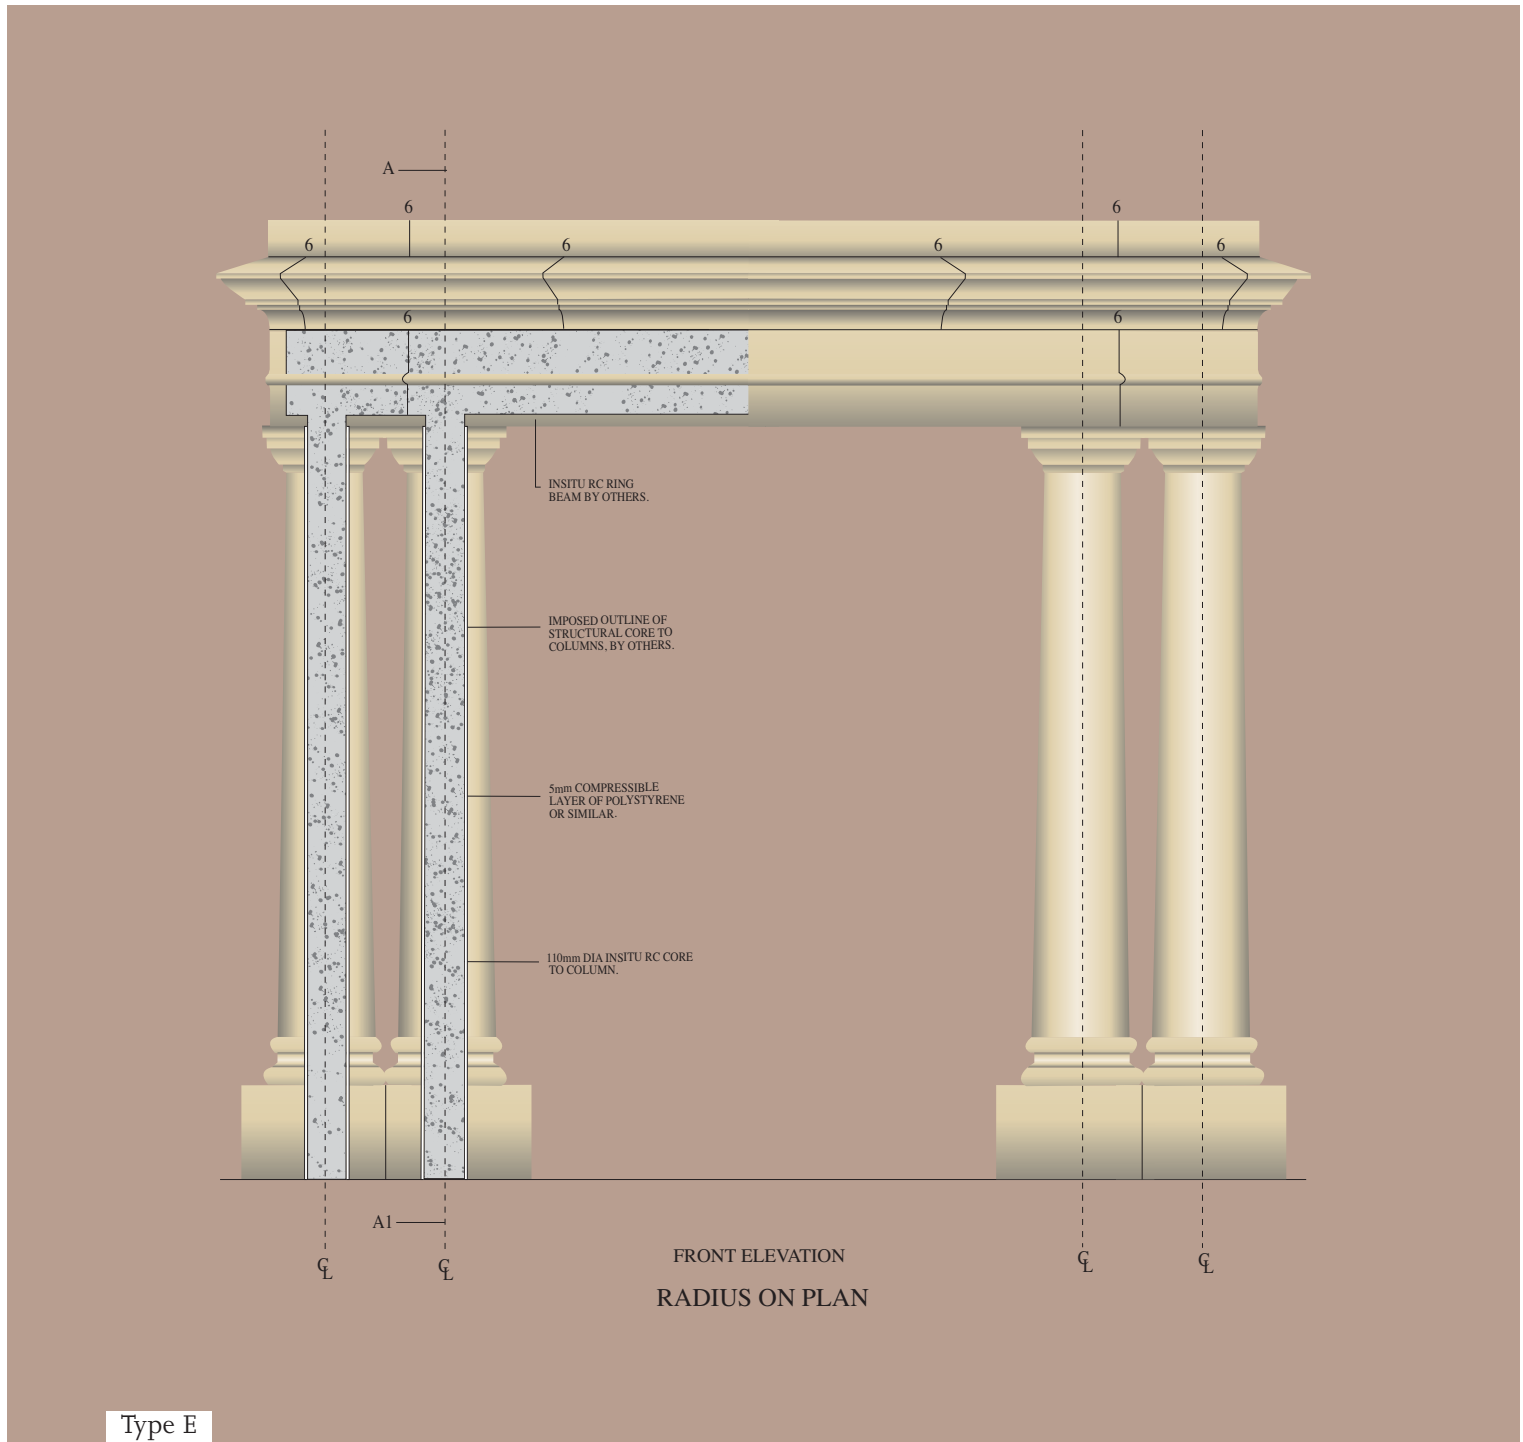 A
6 6
6 6 6 6
6 6
INSITU RC RING
BEAM BY OTHERS.
IMPOSED OUTLINE OF
STRUCTURAL CORE TO
COLUMNS, BY OTHERS.
5mm COMPRESSIBLE
LAYER OF POLYSTYRENE
OR SIMILAR.
110mm DIA INSITU RC CORE
TO COLUMN.
A1
CL CL CL CL
FRONT ELEVATION
RADIUS ON PLAN
Type E